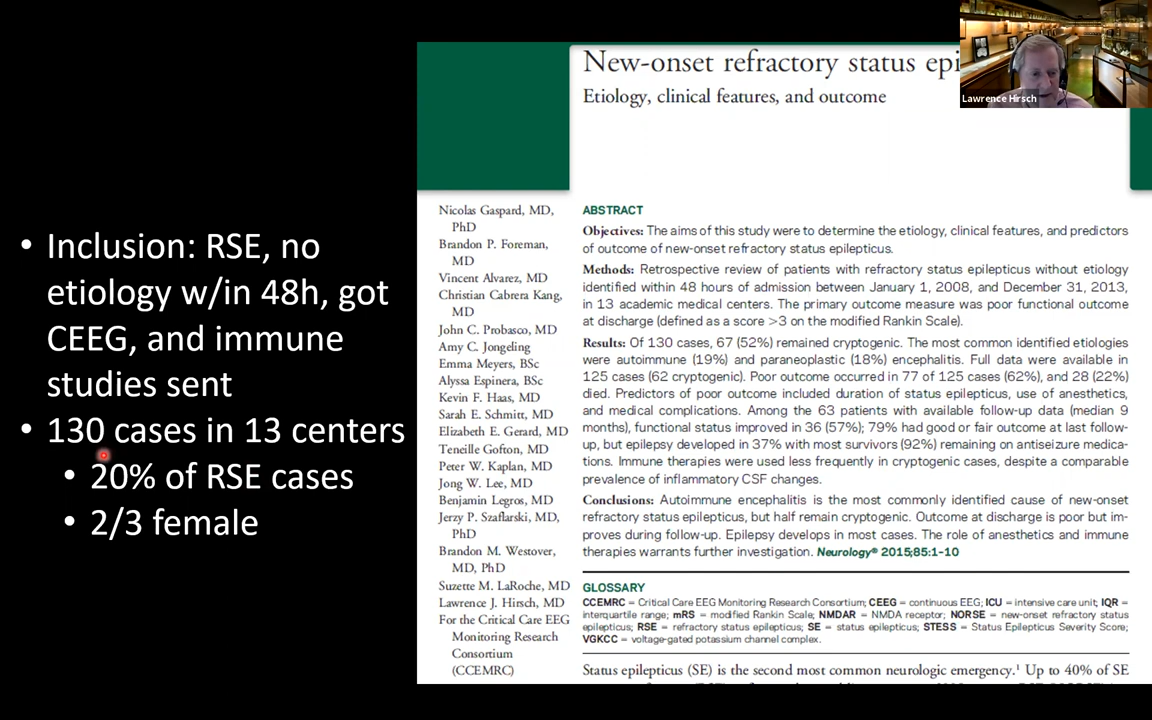 • Inclusion: RSE, no
etiology w/in 48h, got
CEEG, and immune
studies sent
• 130 cases in 13 centers
• 20% of RSE cases
• 2/3 female
New-onset refractory status epi
Etiology, clinical features, and outcome
Lawrence Hirsch
Nicolas Gaspard, MD,
PhD
Brandon P. Foreman,
MD
Vincent Alvarez, MD
Christian Cabrera Kang,
MD
John C. Probasco, MD
Amy C. Jongeling
Emma Meyers, BSc
Alyssa Espinera, BSc
Kevin F. Haas, MD
Sarah E. Schmitt, MD
Elizabeth E. Gerard, MD
Teneille Gofton, MD
Peter W. Kaplan, MD
Jong W. Lee, MD
Benjamin Legros, MD
Jerzy P. Szaflarski, MD,
PhD
Brandon M. Westover,
MD, PhD
Suzette M. LaRoche, MD
Lawrence J. Hirsch, MD
For the Critical Care EEG
Monitoring Research
Consortium
(CCEMRC)
ABSTRACT
Objectives: The aims of this study were to determine the etiology, clinical features, and predictors
of outcome of new-onset refractory status epilepticus.
Methods: Retrospective review of patients with refractory status epilepticus without etiology
identified within 48 hours of admission between January 1, 2008, and December 31, 2013,
in 13 academic medical centers. The primary outcome measure was poor functional outcome
at discharge (defined as a score >3 on the modified Rankin Scale).
Results: Of 130 cases, 67 (52%) remained cryptogenic. The most common identified etiologies
were autoimmune (19%) and paraneoplastic (18%) encephalitis. Full data were available in
125 cases (62 cryptogenic). Poor outcome occurred in 77 of 125 cases (62%), and 28 (22%)
died. Predictors of poor outcome included duration of status epilepticus, use of anesthetics,
and medical complications. Among the 63 patients with available follow-up data (median 9
months), functional status improved in 36 (57%); 79% had good or fair outcome at last follow-
up, but epilepsy developed in 37% with most survivors (92%) remaining on antiseizure medica-
tions. Immune therapies were used less frequently in cryptogenic cases, despite a comparable
prevalence of inflammatory CSF changes.
Conclusions: Autoimmune encephalitis is the most commonly identified cause of new-onset
refractory status epilepticus, but half remain cryptogenic. Outcome at discharge is poor but im-
proves during follow-up. Epilepsy develops in most cases. The role of anesthetics and immune
therapies warrants further investigation. Neurology® 2015;85:1–10
GLOSSARY
CCEMRC = Critical Care EEG Monitoring Research Consortium; CEEG = continuous EEG; ICU = intensive care unit; IQR =
interquartile range; mRS = modified Rankin Scale; NMDAR = NMDA receptor; NORSE = new-onset refractory status
epilepticus; RSE = refractory status epilepticus; SE = status epilepticus; STESS = Status Epilepticus Severity Score;
VGKCC = voltage-gated potassium channel complex.
Status epilepticus (SE) is the second most common neurologic emergency.1 Up to 40% of SE